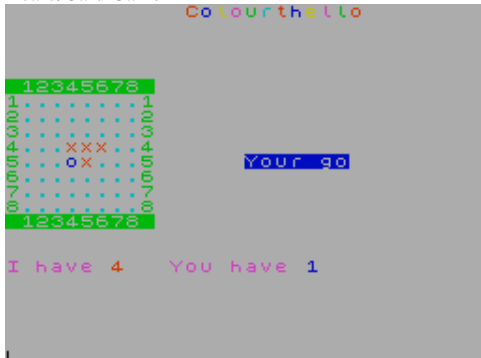 Colourthello
12345678
1........1
2........2
3........3
4...xxx..4
5...ox...5
6........6
7........7
8........8
12345678
Your go
I have 4 You have 1